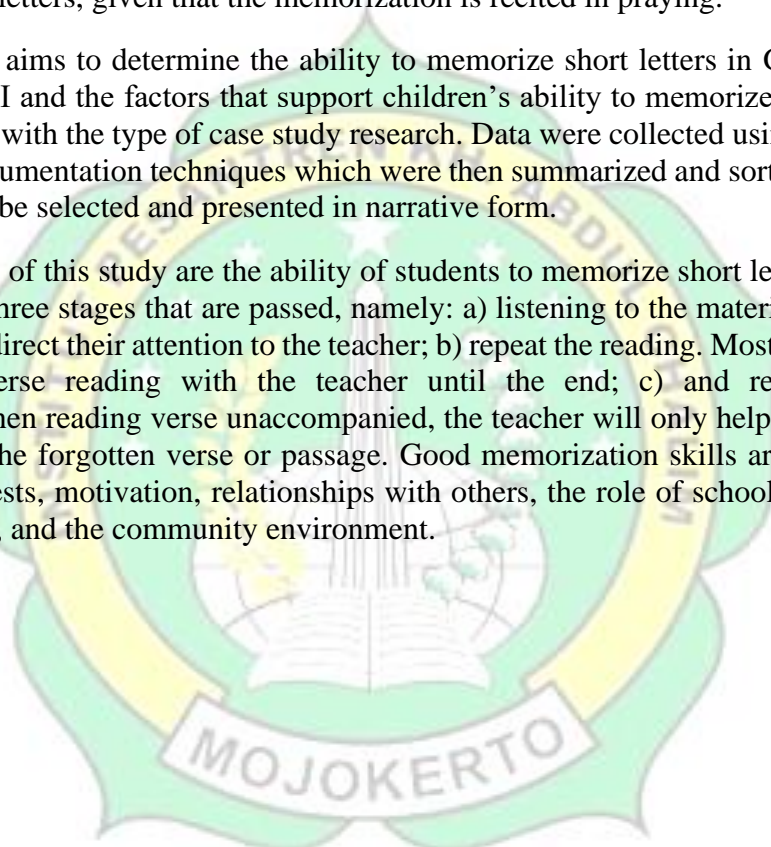 letters, given that the memorization is recited in praying.
aims to determine the ability to memorize short letters in
I and the factors that support children’s ability to memorize
with the type of case study research. Data were collected usi
umentation techniques which were then summarized and sort
be selected and presented in narrative form.
of this study are the ability of students to memorize short le
hree stages that are passed, namely: a) listening to the materi
direct their attention to the teacher; b) repeat the reading. Most
erse reading with the teacher until the end; c) and re
hen reading verse unaccompanied, the teacher will only help
he forgotten verse or passage. Good memorization skills ar
ests, motivation, relationships with others, the role of school
, and the community environment.
INSTITUT PESANTREN KH. ABDUL CHALIM
MOJOKERTO